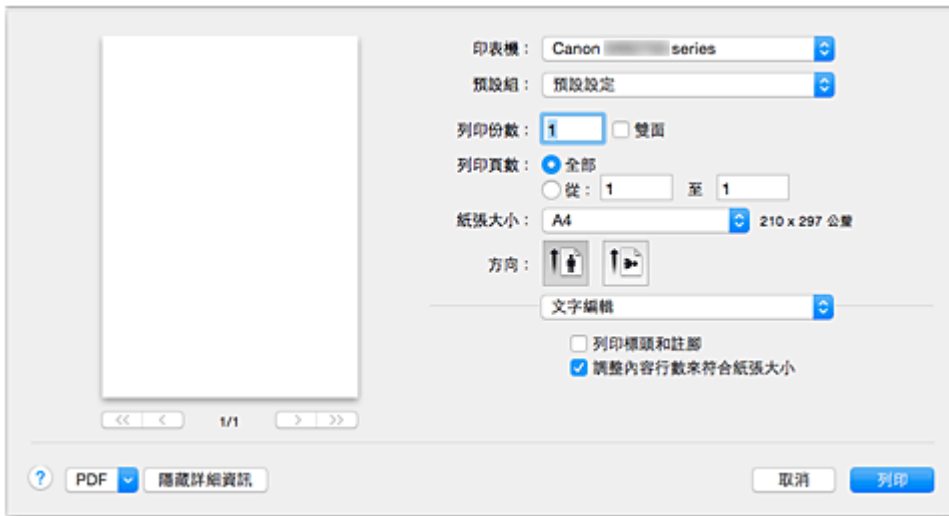 印表機： Canon series
預設組： 預設設定
列印份數： 1 雙面
列印頁數： 全部
從： 1 至 1
紙張大小： A4 210 x 297 公釐
方向：
文字編輯
列印標頭和註腳
調整內容行數來符合紙張大小
<< < 1/1 > >>
? PDF 隱藏詳細資訊 取消 列印